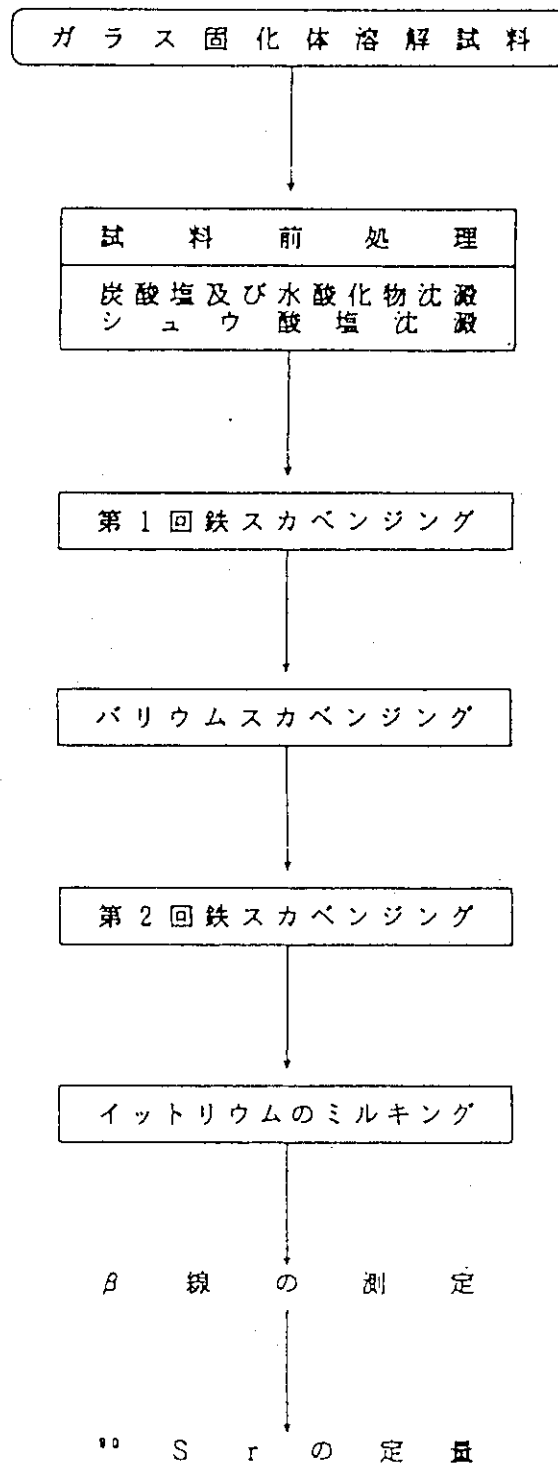 ガラス固化体溶解試料
試料前処理
炭酸塩及び水酸化物沈澱
シュウ酸塩沈澱
第1回鉄スカベンジング
バリウムスカベンジング
第2回鉄スカベンジング
イットリウムのミルキング
β線の測定
⁹⁰Srの定量